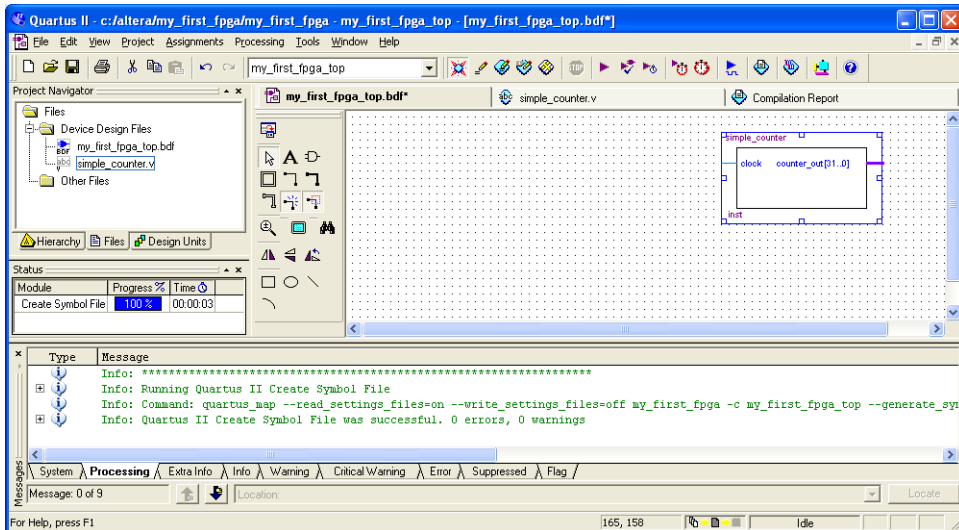 Quartus II - c:/altera/my_first_fpga/my_first_fpga - my_first_fpga_top - [my_first_fpga_top.bdf*]
File Edit View Project Assignments Processing Tools Window Help
my_first_fpga_top
Project Navigator
Files
Device Design Files
BDF my_first_fpga_top.bdf
abc simple_counter.v
Other Files
Hierarchy Files Design Units
my_first_fpga_top.bdf*
abc simple_counter.v
Compilation Report
A
simple_counter
clock counter_out[31..0]
inst
Status
Module Progress % Time
Create Symbol File 100 % 00:00:03
Type Message
Info: *******************************************************************
Info: Running Quartus II Create Symbol File
Info: Command: quartus_map --read_settings_files=on --write_settings_files=off my_first_fpga -c my_first_fpga_top --generate_sy
Info: Quartus II Create Symbol File was successful. 0 errors, 0 warnings
Messages
System Processing Extra Info Info Warning Critical Warning Error Suppressed Flag
Message: 0 of 9
Location:
Locate
For Help, press F1
165, 158
Idle